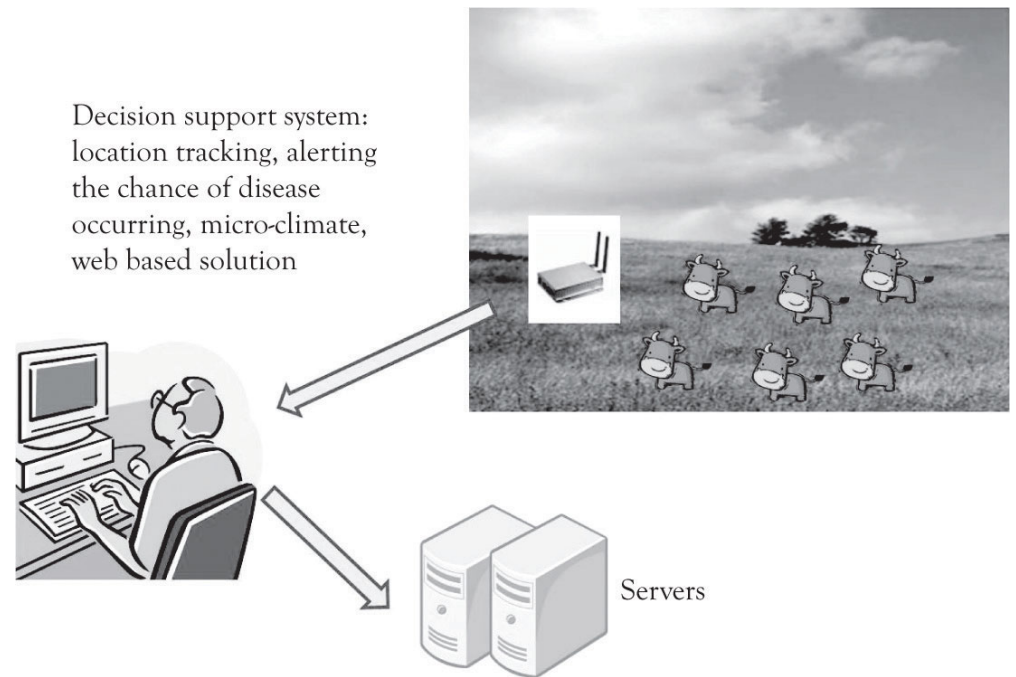 Decision support system:
location tracking, alerting
the chance of disease
occurring, micro-climate,
web based solution
Servers